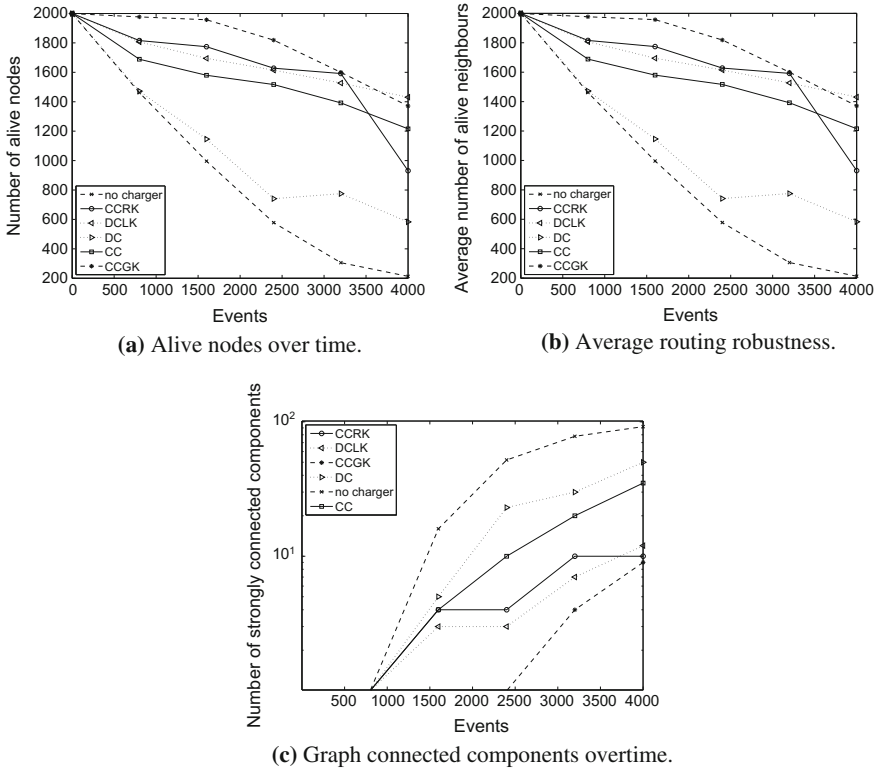 Number of alive nodes
2000
1800
1600
1400
1200
1000
800
600
400
200
no charger
CCRK
DCLK
DC
CC
CCGK
0 500 1000 1500 2000 2500 3000 3500 4000
Events
(a) Alive nodes over time.
Average number of alive neighbours
2000
1800
1600
1400
1200
1000
800
600
400
200
no charger
CCRK
DCLK
DC
CC
CCGK
0 500 1000 1500 2000 2500 3000 3500 4000
Events
(b) Average routing robustness.
Number of strongly connected components
10^2
10^1
CCRK
DCLK
CCGK
DC
no charger
CC
500 1000 1500 2000 2500 3000 3500 4000
Events
(c) Graph connected components overtime.